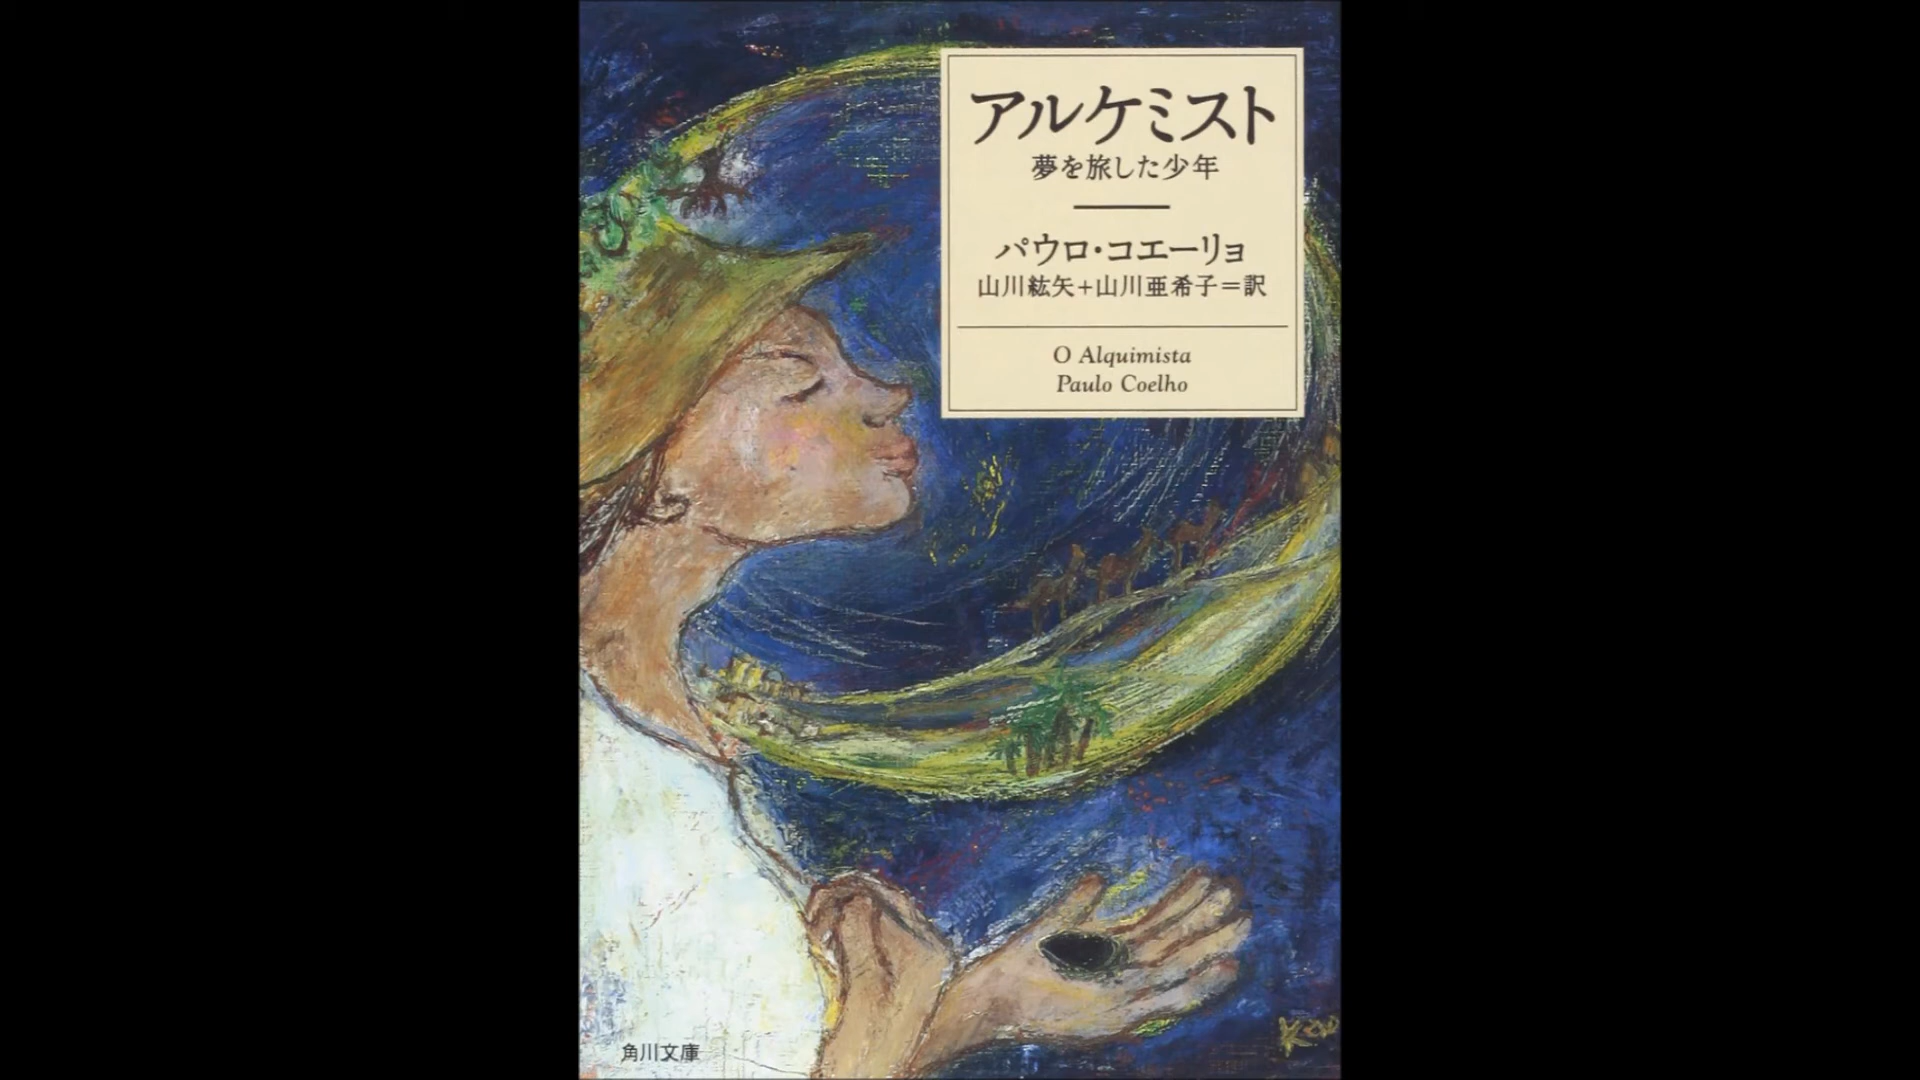 アルケミスト
夢を旅した少年
パウロ・コエーリョ
山川紘矢+山川亜希子=訳
O Alquimista
Paulo Coelho
角川文庫